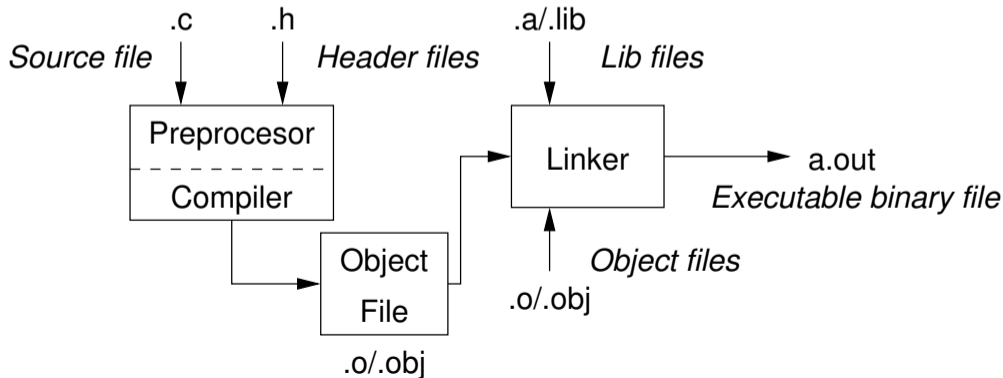 .c
.h
.a/.lib
Source file
Header files
Lib files
Preprocesor
Compiler
Linker
a.out
Executable binary file
Object
File
Object files
.o/.obj
.o/.obj